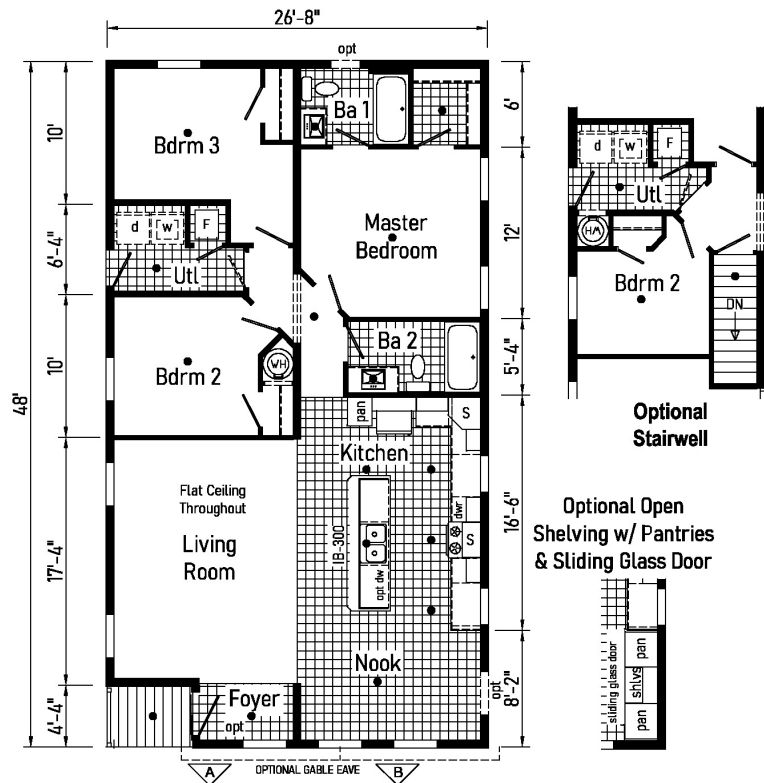 26'-8"
opt
48'
10'
6'-4"
10'
17'-4"
4'-4"
6'
12'
5'-4"
16'-6"
8'-2"
Bdrm 3
Ba 1
Master
Bedroom
d
w
F
Utl
Bdrm 2
WH
Ba 2
pan
S
Kitchen
Flat Ceiling
Throughout
Living
Room
IB-300
opt dw
dwr
S
Nook
opt
Foyer
opt
A
OPTIONAL GABLE EAVE
B
d
w
F
Utl
HW
Bdrm 2
DN
Optional
Stairwell
Optional Open
Shelving w/ Pantries
& Sliding Glass Door
sliding glass door
pan
shlvs
pan